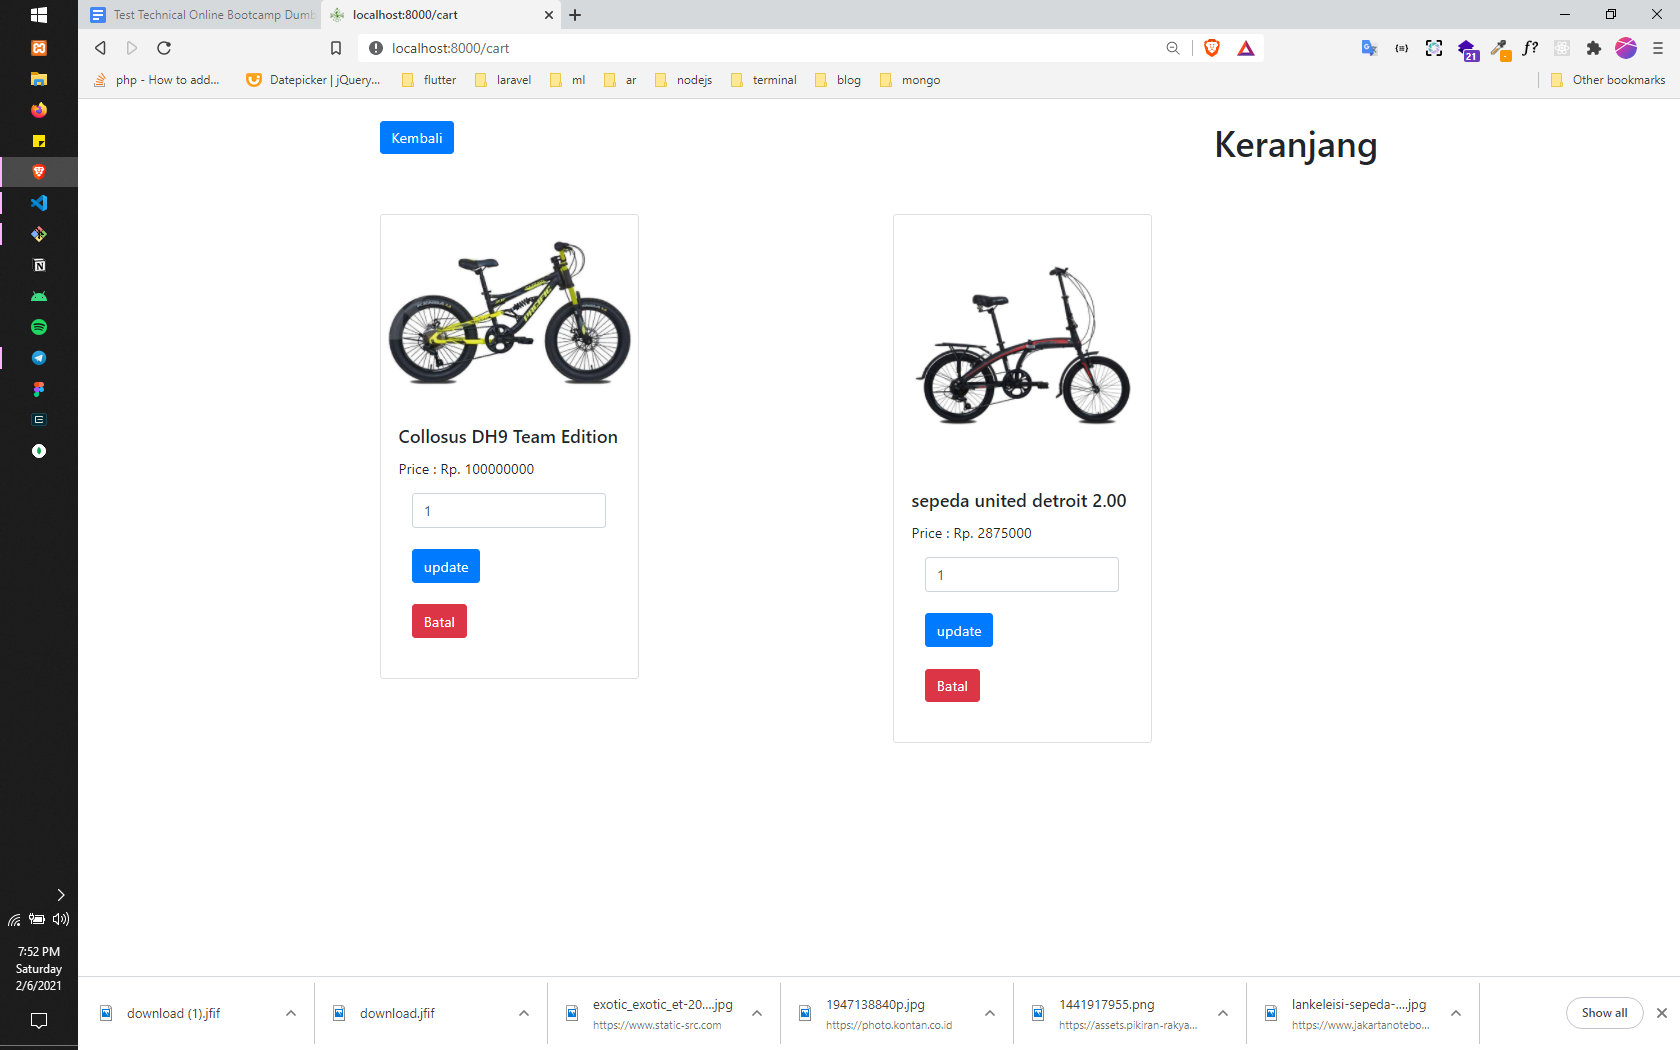 Test Technical Online Bootcamp Dumb
localhost:8000/cart
localhost:8000/cart
21
f?
php - How to add...
Datepicker | jQuery...
flutter
laravel
ml
ar
nodejs
terminal
blog
mongo
Other bookmarks
Kembali
Keranjang
PACIFIC
Collosus DH9 Team Edition
Price : Rp. 100000000
1
update
Batal
sepeda united detroit 2.00
Price : Rp. 2875000
1
update
Batal
7:52 PM
Saturday
2/6/2021
download (1).jfif
download.jfif
exotic_exotic_et-20....jpg
https://www.static-src.com
1947138840p.jpg
https://photo.kontan.co.id
1441917955.png
https://assets.pikiran-rakya...
lankeleisi-sepeda-....jpg
https://www.jakartanotebo...
Show all